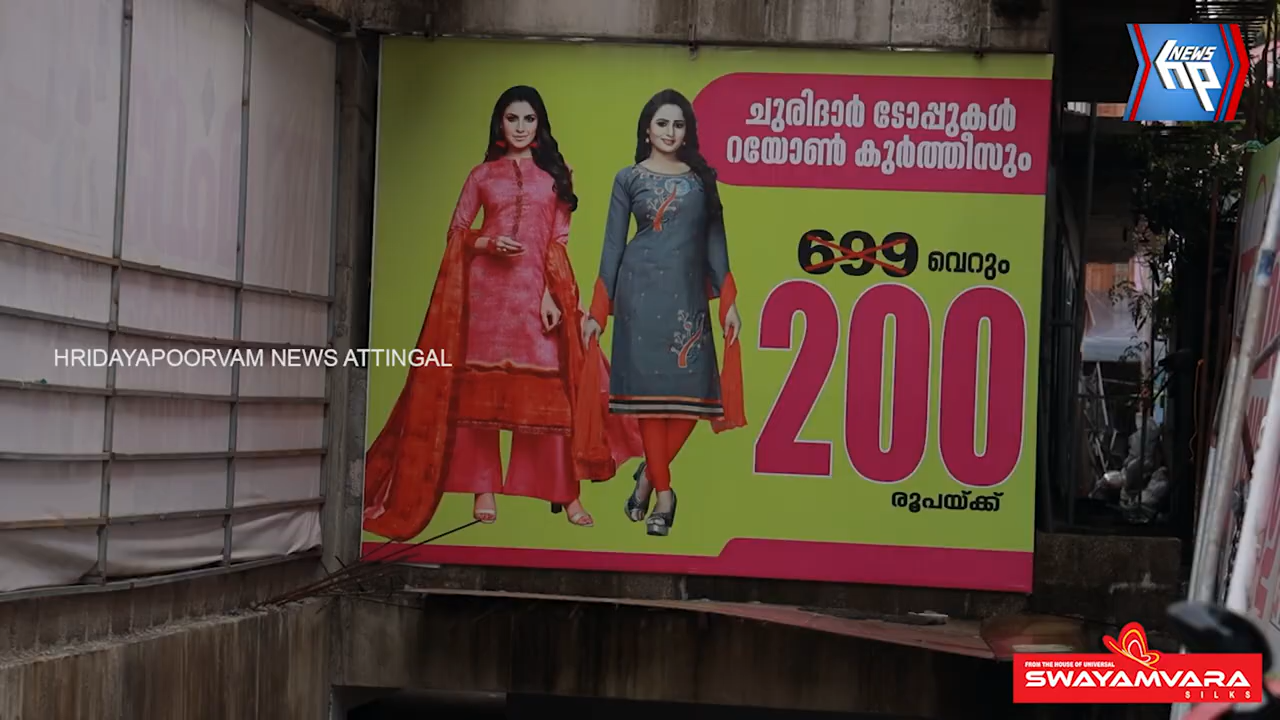 NEWS
hp
ചുരിദാർ ടോപ്പുകൾ
റയോൺ കുർത്തീസും
699 വെറും
200
രൂപയ്ക്ക്
HRIDAYAPOORVAM NEWS ATTINGAL
FROM THE HOUSE OF UNIVERSAL
SWAYAMVARA
SILKS